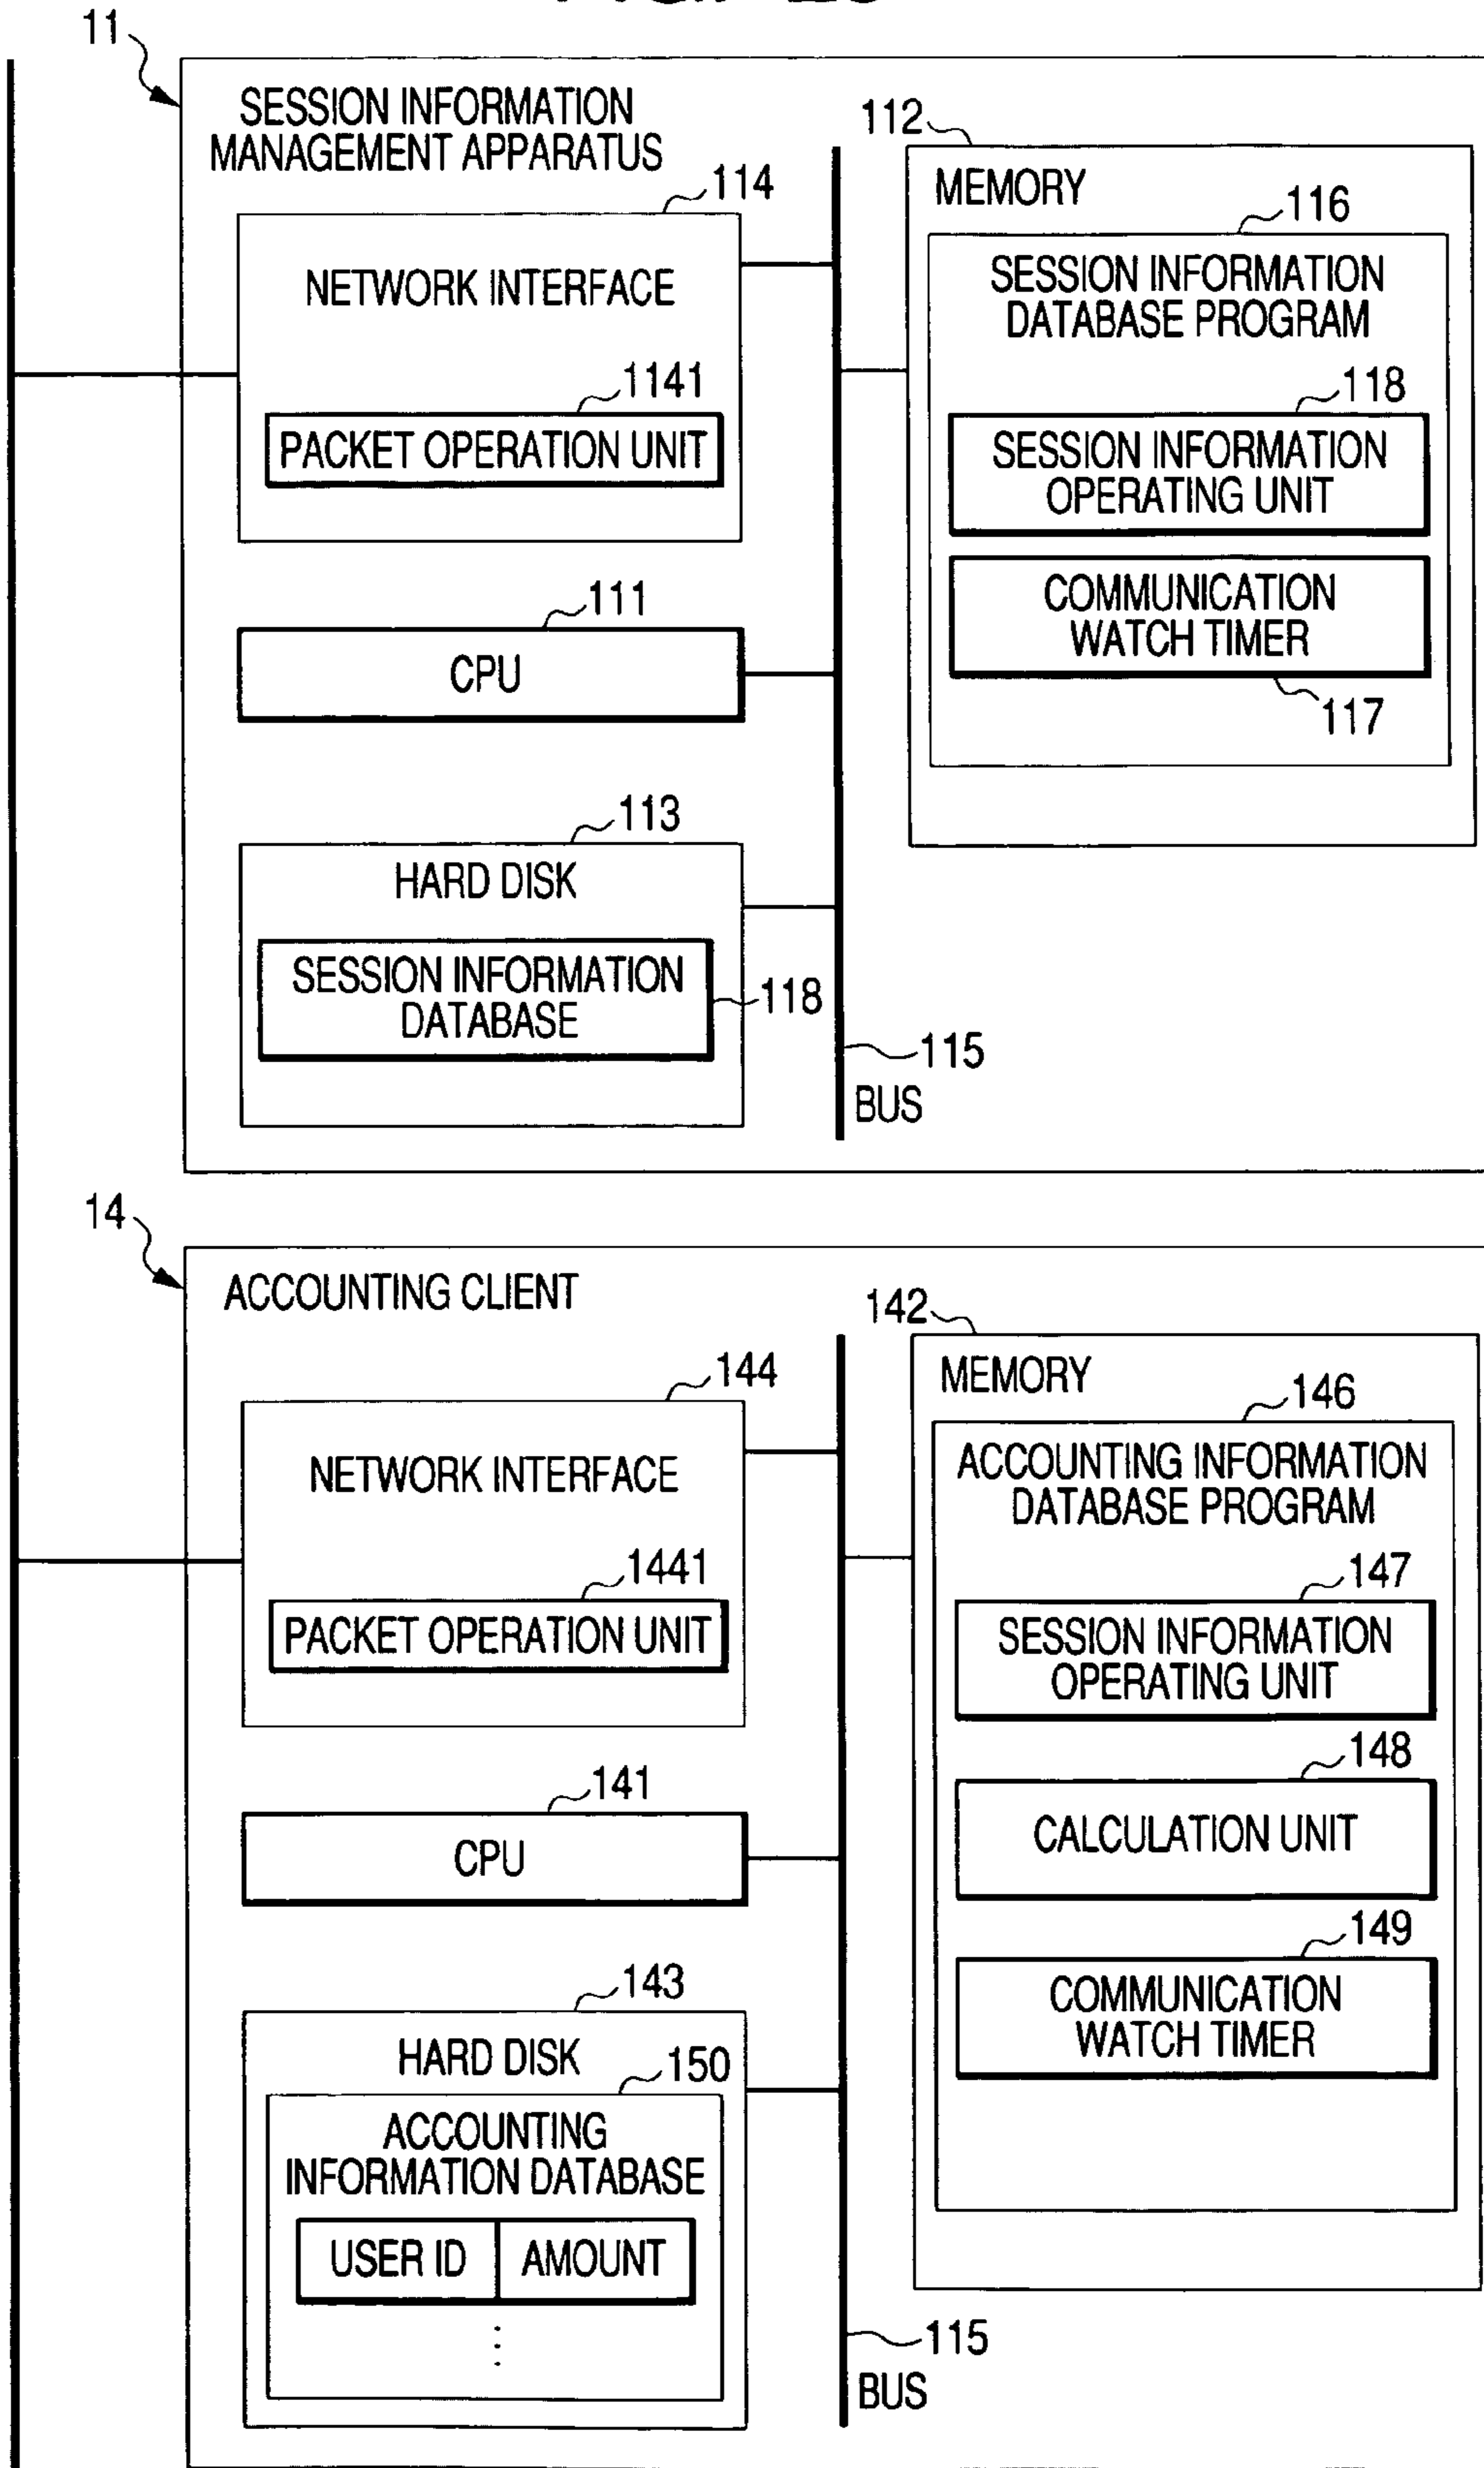 11
SESSION INFORMATION
MANAGEMENT APPARATUS
112
114
MEMORY
116
NETWORK INTERFACE
SESSION INFORMATION
DATABASE PROGRAM
1141
118
PACKET OPERATION UNIT
SESSION INFORMATION
OPERATING UNIT
111
COMMUNICATION
WATCH TIMER
CPU
117
113
HARD DISK
SESSION INFORMATION
DATABASE
118
115
BUS
14
ACCOUNTING CLIENT
142
144
MEMORY
146
NETWORK INTERFACE
ACCOUNTING INFORMATION
DATABASE PROGRAM
1441
147
PACKET OPERATION UNIT
SESSION INFORMATION
OPERATING UNIT
141
148
CPU
CALCULATION UNIT
149
143
COMMUNICATION
WATCH TIMER
HARD DISK
150
ACCOUNTING
INFORMATION DATABASE
USER ID
AMOUNT
115
BUS